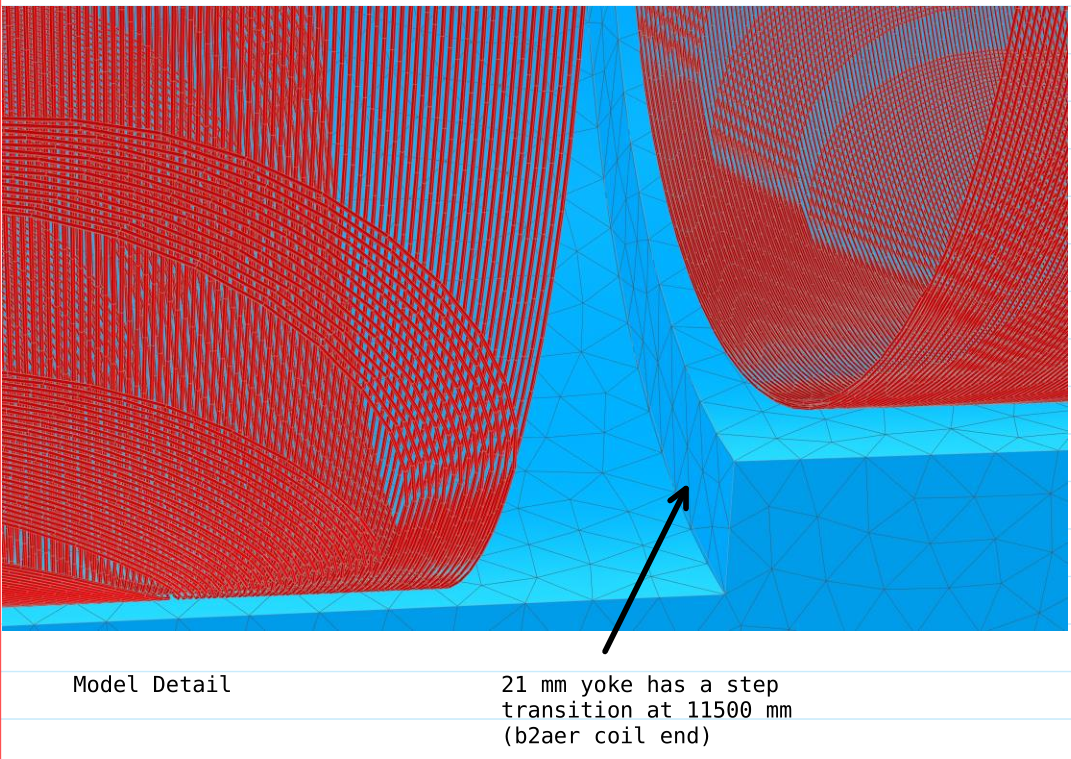 Model Detail
21 mm yoke has a step
transition at 11500 mm
(b2aer coil end)